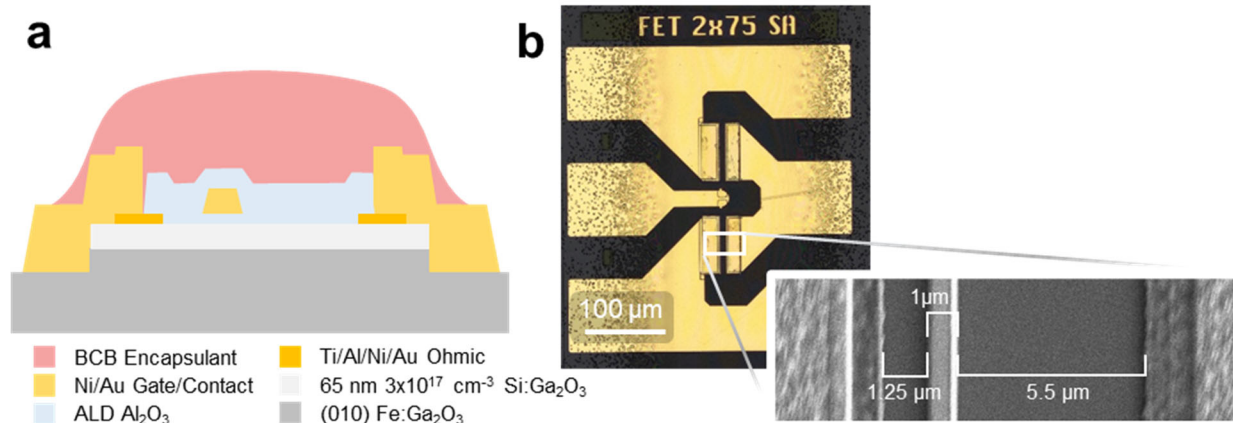 a
b
FET 2x75 SA
100 µm
1µm
1.25 µm
5.5 µm
BCB Encapsulant
Ni/Au Gate/Contact
ALD Al₂O₃
Ti/Al/Ni/Au Ohmic
65 nm 3x10¹⁷ cm⁻³ Si:Ga₂O₃
(010) Fe:Ga₂O₃